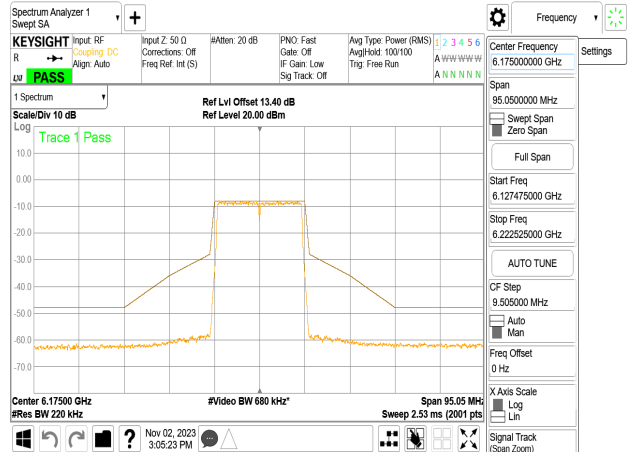 Spectrum Analyzer 1
Swept SA
Frequency
KEYSIGHT
R
LXI
PASS
Input: RF
Coupling: DC
Align: Auto
Input Z: 50 Ω
Corrections: Off
Freq Ref: Int (S)
#Atten: 20 dB
PNO: Fast
Gate: Off
IF Gain: Low
Sig Track: Off
Avg Type: Power (RMS)
Avg|Hold: 100/100
Trig: Free Run
1 2 3 4 5 6
A W W W W W
A N N N N N
1 Spectrum
Scale/Div 10 dB
Ref Lvl Offset 13.40 dB
Ref Level 20.00 dBm
Log
Trace 1 Pass
10.0
0.00
-10.0
-20.0
-30.0
-40.0
-50.0
-60.0
-70.0
Center 6.17500 GHz
#Res BW 220 kHz
#Video BW 680 kHz*
Span 95.05 MHz
Sweep 2.53 ms (2001 pts
Nov 02, 2023
3:05:23 PM
Center Frequency
6.175000000 GHz
Settings
Span
95.0500000 MHz
Swept Span
Zero Span
Full Span
Start Freq
6.127475000 GHz
Stop Freq
6.222525000 GHz
AUTO TUNE
CF Step
9.505000 MHz
Auto
Man
Freq Offset
0 Hz
X Axis Scale
Log
Lin
Signal Track
(Span Zoom)